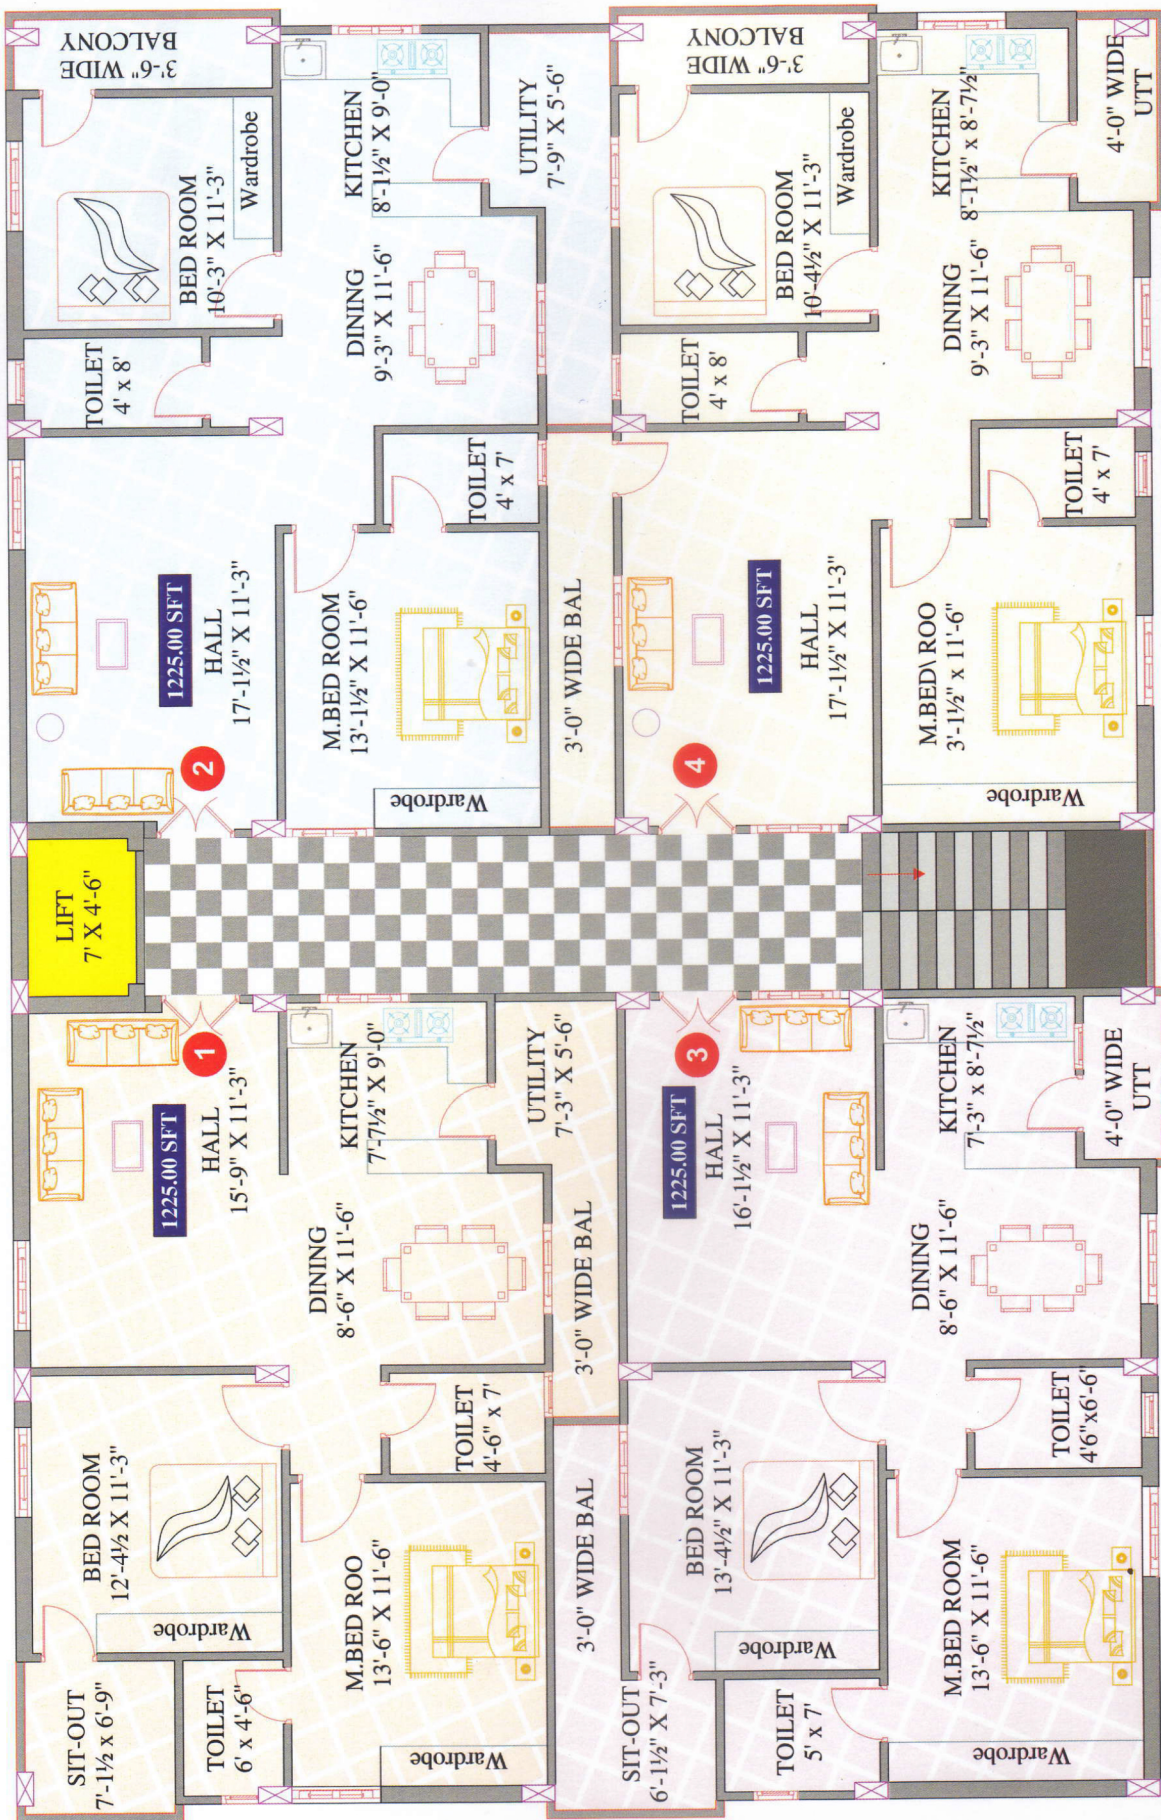 SIT-OUT
7'-1½ x 6'-9"
BED ROOM
12'-4½ X 11'-3"
Wardrobe
TOILET
6' x 4'-6"
M.BED ROO
13'-6" X 11'-6"
Wardrobe
TOILET
4'-6" x 7'
1225.00 SFT
HALL
15'-9" X 11'-3"
1
DINING
8'-6" X 11'-6"
KITCHEN
7'-7½" X 9'-0"
UTILITY
7'-3" X 5'-6"
3'-0" WIDE BAL
LIFT
7' X 4'-6"
2
1225.00 SFT
HALL
17'-1½" X 11'-3"
M.BED ROOM
13'-1½" X 11'-6"
Wardrobe
TOILET
4' x 7'
TOILET
4' x 8'
DINING
9'-3" X 11'-6"
BED ROOM
10'-3" X 11'-3"
Wardrobe
KITCHEN
8'-1½" X 9'-0"
3'-6" WIDE
BALCONY
UTILITY
7'-9" X 5'-6"
3'-0" WIDE BAL
SIT-OUT
6'-1½" X 7'-3"
TOILET
5' x 7'
BED ROOM
13'-4½" X 11'-3"
Wardrobe
M.BED ROOM
13'-6" X 11'-6"
Wardrobe
TOILET
4'6"x6'-6"
1225.00 SFT
HALL
16'-1½" X 11'-3"
3
DINING
8'-6" X 11'-6"
KITCHEN
7'-3" x 8'-7½"
4'-0" WIDE
UTT
3'-0" WIDE BAL
4
1225.00 SFT
HALL
17'-1½" X 11'-3"
M.BED\ ROO
3'-1½" x 11'-6"
Wardrobe
TOILET
4' x 7'
TOILET
4' x 8'
DINING
9'-3" X 11'-6"
BED ROOM
10'-4½" X 11'-3"
Wardrobe
KITCHEN
8'-1½" x 8'-7½"
3'-6" WIDE
BALCONY
4'-0" WIDE
UTT